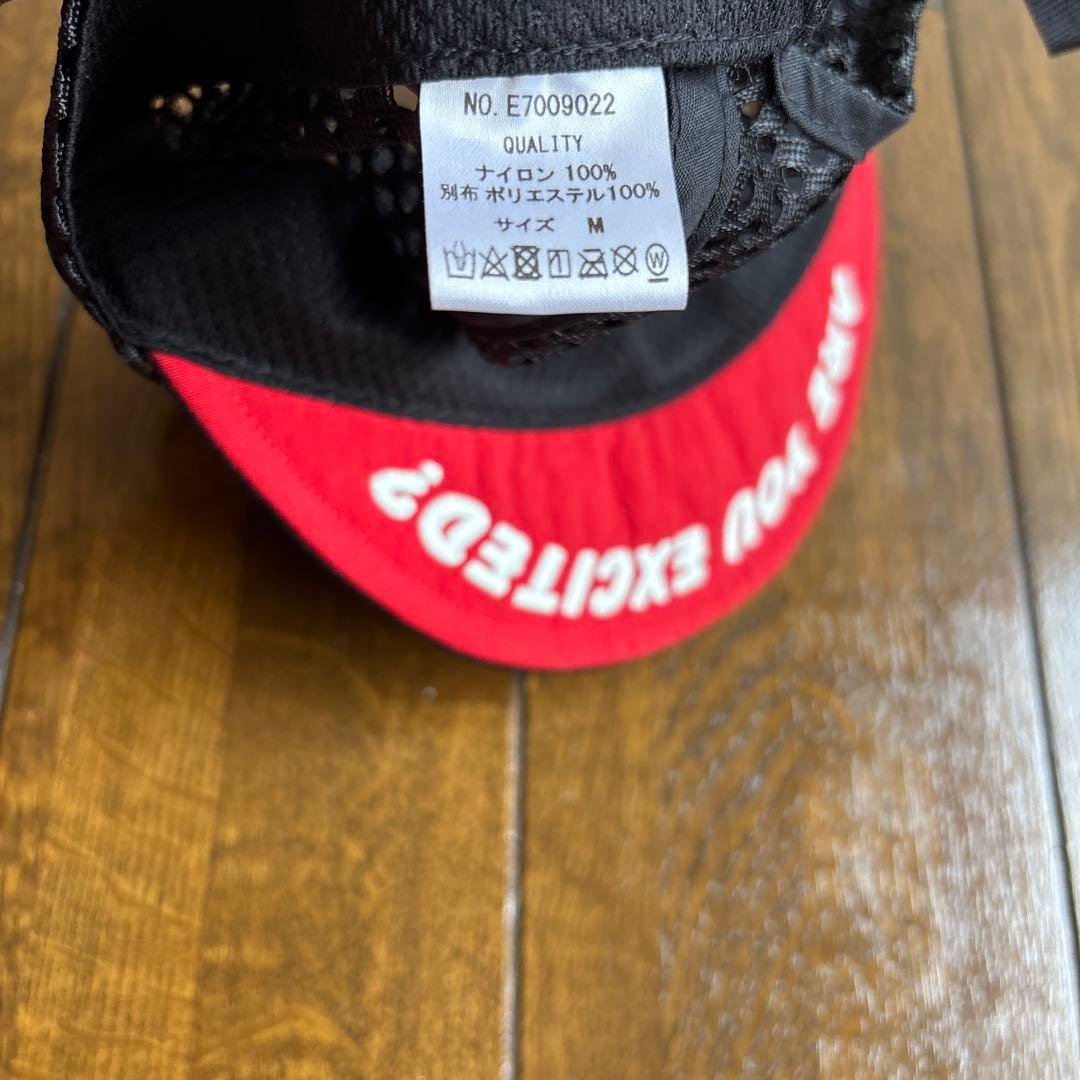 NO. E7009022
QUALITY
ナイロン 100%
別布 ポリエステル100%
サイズ M
W
ARE YOU EXCITED?